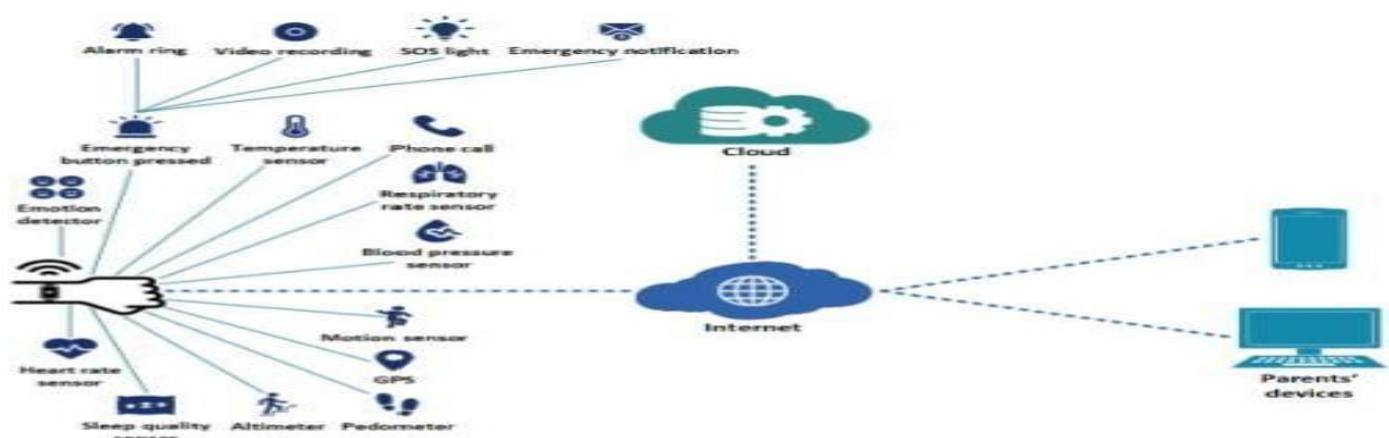 Alarm ring
Video recording
SOS light
Emergency notification
Emergency
button pressed
Temperature
sensor
Phone call
Cloud
Respiratory
rate sensor
Emotion
detector
Blood pressure
sensor
Internet
Motion sensor
Heart rate
sensor
GPS
Parents'
devices
Sleep quality
sensor
Altimeter
Pedometer